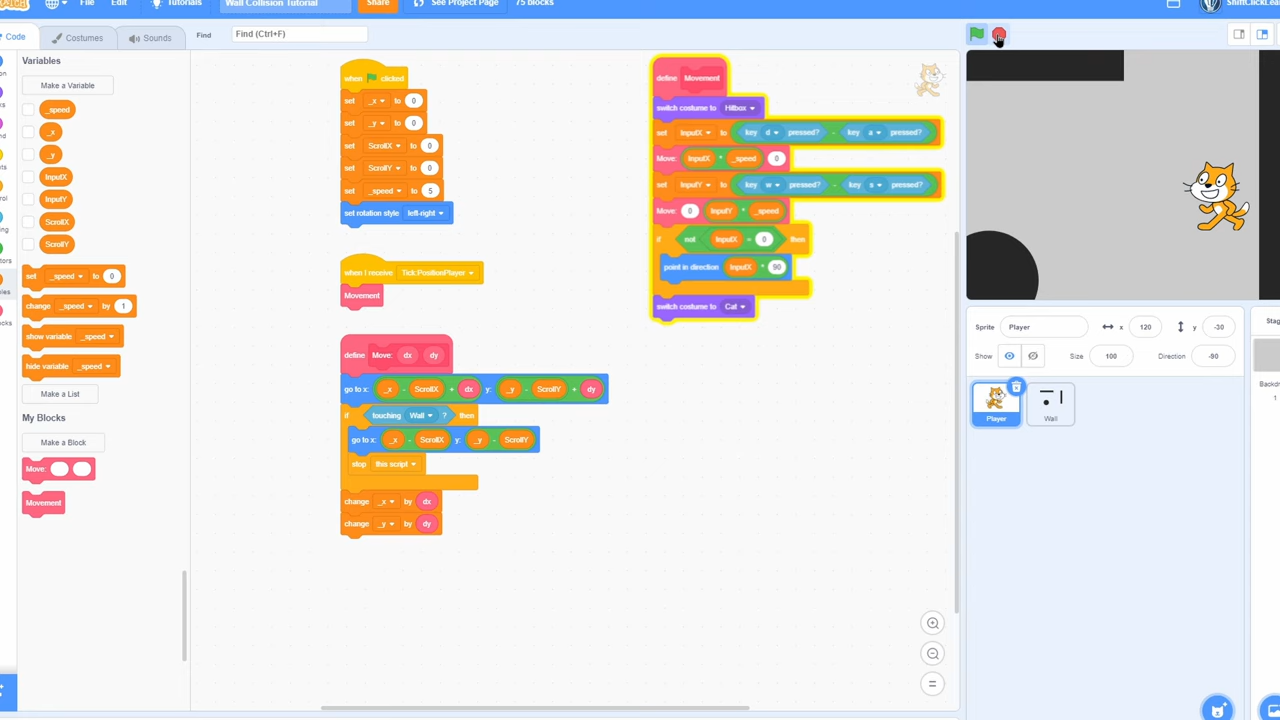 File
Edit
Tutorials
Wall Collision Tutorial
Share
See Project Page
75 blocks
Code
Costumes
Sounds
Find
Find (Ctrl+F)
Variables
Make a Variable
_speed
_x
_y
InputX
InputY
ScrollX
ScrollY
set _speed to 0
change _speed by 1
show variable _speed
hide variable _speed
Make a List
My Blocks
Make a Block
Move:
Movement
when clicked
set _x to 0
set _y to 0
set ScrollX to 0
set ScrollY to 0
set _speed to 5
set rotation style left-right
when I receive Tick:PositionPlayer
Movement
define Move: dx dy
go to x: _x - ScrollX + dx y: _y - ScrollY + dy
if touching Wall ? then
go to x: _x - ScrollX y: _y - ScrollY
stop this script
change _x by dx
change _y by dy
define Movement
switch costume to Hitbox
set InputX to key d pressed? - key a pressed?
Move: InputX * _speed 0
set InputY to key w pressed? - key s pressed?
Move: 0 InputY * _speed
if not InputX = 0 then
point in direction InputX * 90
switch costume to Cat
Sprite Player x 120 y -30
Show Size 100 Direction -90
Player
Wall
Stag
Backdr
1